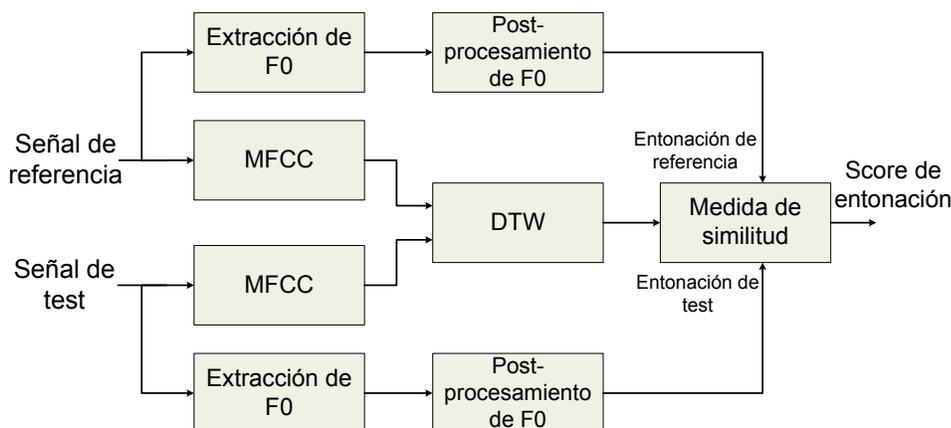 Extracción de
F0
Post-
procesamiento
de F0
Señal de
referencia
MFCC
Entonación de
referencia
DTW
Medida de
similitud
Score de
entonación
Señal de
test
MFCC
Entonación de
test
Extracción de
F0
Post-
procesamiento
de F0